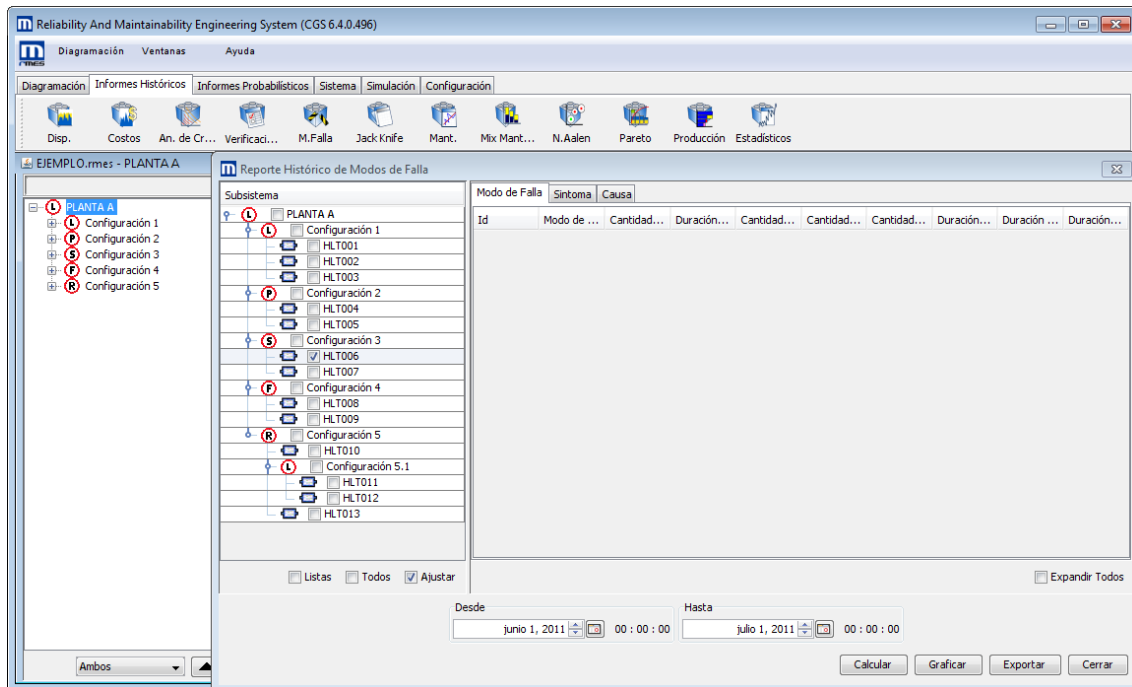 Reliability And Maintainability Engineering System (CGS 6.4.0.496)
rmes Diagramación Ventanas Ayuda
Diagramación Informes Históricos Informes Probabilísticos Sistema Simulación Configuración
Disp. Costos An. de Cr... Verificaci... M.Falla Jack Knife Mant. Mix Mant... N.Aalen Pareto Producción Estadísticos
EJEMPLO.rmes - PLANTA A
PLANTA A
L Configuración 1
P Configuración 2
S Configuración 3
F Configuración 4
R Configuración 5
Ambos
Reporte Histórico de Modos de Falla
Subsistema
L PLANTA A
L Configuración 1
HLT001
HLT002
HLT003
P Configuración 2
HLT004
HLT005
S Configuración 3
HLT006
HLT007
F Configuración 4
HLT008
HLT009
R Configuración 5
HLT010
L Configuración 5.1
HLT011
HLT012
HLT013
Listas Todos Ajustar
Modo de Falla Sintoma Causa
Id Modo de ... Cantidad... Duración... Cantidad... Cantidad... Cantidad... Duración... Duración ... Duración...
Expandir Todos
Desde Hasta
junio 1, 2011 00 : 00 : 00 julio 1, 2011 00 : 00 : 00
Calcular Graficar Exportar Cerrar